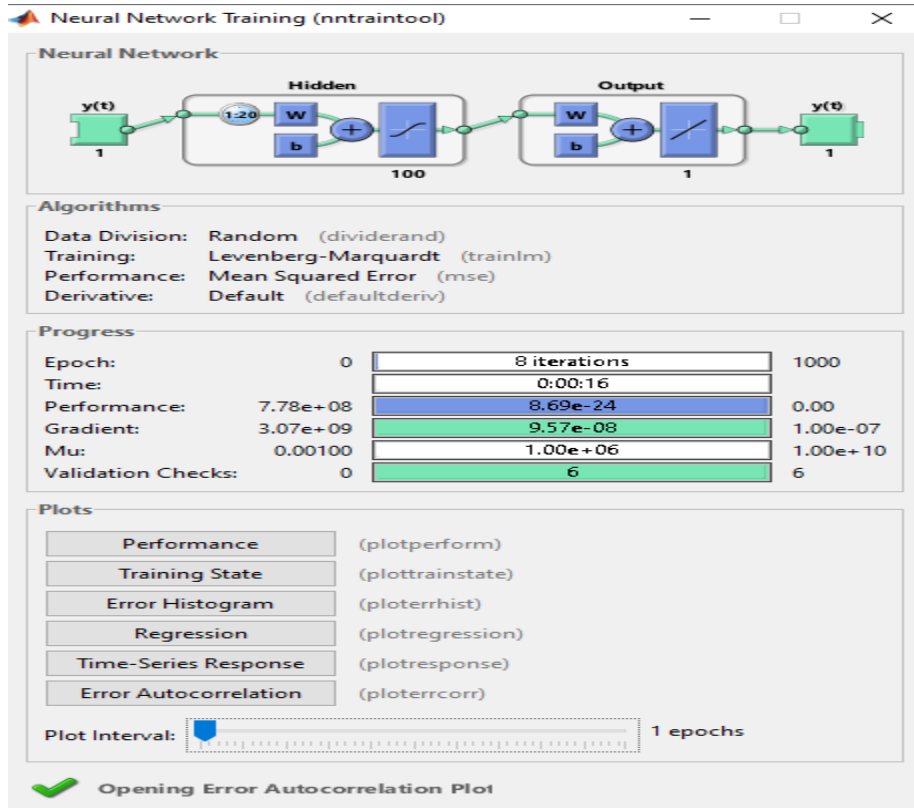 Neural Network Training (nntraintool)
Neural Network
Hidden
Output
y(t)
1
1:20
W
b
+
100
W
b
+
1
y(t)
1
Algorithms
Data Division: Random (dividerand)
Training: Levenberg-Marquardt (trainlm)
Performance: Mean Squared Error (mse)
Derivative: Default (defaultderiv)
Progress
Epoch: 0 8 iterations 1000
Time: 0:00:16
Performance: 7.78e+08 8.69e-24 0.00
Gradient: 3.07e+09 9.57e-08 1.00e-07
Mu: 0.00100 1.00e+06 1.00e+10
Validation Checks: 0 6 6
Plots
Performance (plotperform)
Training State (plottrainstate)
Error Histogram (ploterrhist)
Regression (plotregression)
Time-Series Response (plotresponse)
Error Autocorrelation (ploterrcorr)
Plot Interval: 1 epochs
Opening Error Autocorrelation Plot